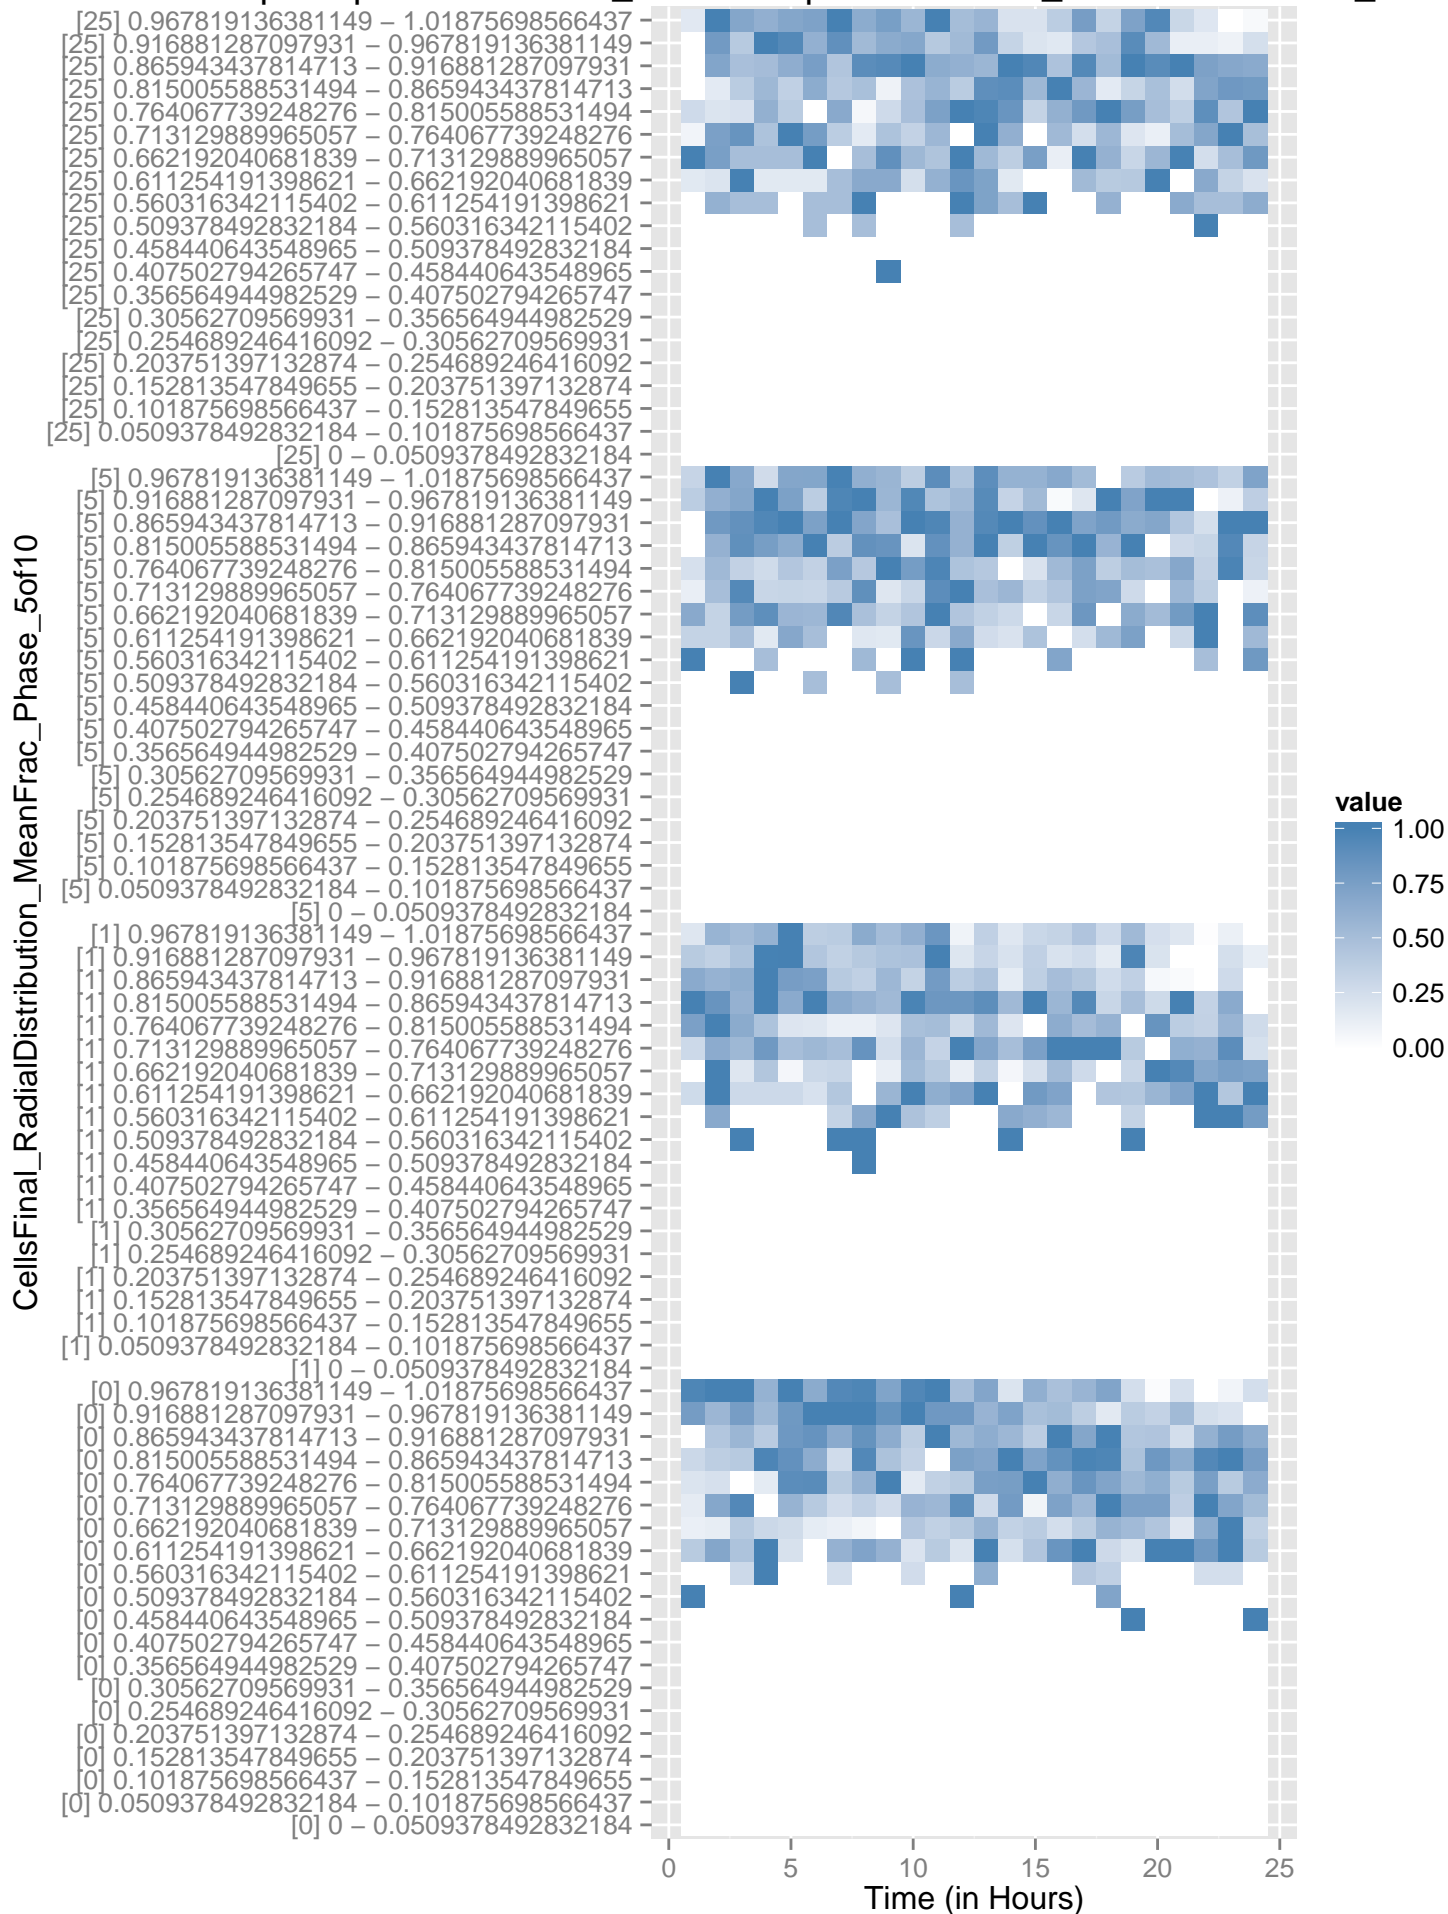 [25] 0.967819136381149 – 1.01875698566437
[25] 0.916881287097931 – 0.967819136381149
[25] 0.865943437814713 – 0.916881287097931
[25] 0.815005588531494 – 0.865943437814713
[25] 0.764067739248276 – 0.815005588531494
[25] 0.713129889965057 – 0.764067739248276
[25] 0.662192040681839 – 0.713129889965057
[25] 0.611254191398621 – 0.662192040681839
[25] 0.560316342115402 – 0.611254191398621
[25] 0.509378492832184 – 0.560316342115402
[25] 0.458440643548965 – 0.509378492832184
[25] 0.407502794265747 – 0.458440643548965
[25] 0.356564944982529 – 0.407502794265747
[25] 0.30562709569931 – 0.356564944982529
[25] 0.254689246416092 – 0.30562709569931
[25] 0.203751397132874 – 0.254689246416092
[25] 0.152813547849655 – 0.203751397132874
[25] 0.101875698566437 – 0.152813547849655
[25] 0.0509378492832184 – 0.101875698566437
[25] 0 – 0.0509378492832184
[5] 0.967819136381149 – 1.01875698566437
[5] 0.916881287097931 – 0.967819136381149
[5] 0.865943437814713 – 0.916881287097931
[5] 0.815005588531494 – 0.865943437814713
[5] 0.764067739248276 – 0.815005588531494
[5] 0.713129889965057 – 0.764067739248276
[5] 0.662192040681839 – 0.713129889965057
[5] 0.611254191398621 – 0.662192040681839
[5] 0.560316342115402 – 0.611254191398621
[5] 0.509378492832184 – 0.560316342115402
[5] 0.458440643548965 – 0.509378492832184
[5] 0.407502794265747 – 0.458440643548965
[5] 0.356564944982529 – 0.407502794265747
[5] 0.30562709569931 – 0.356564944982529
[5] 0.254689246416092 – 0.30562709569931
[5] 0.203751397132874 – 0.254689246416092
[5] 0.152813547849655 – 0.203751397132874
[5] 0.101875698566437 – 0.152813547849655
[5] 0.0509378492832184 – 0.101875698566437
[5] 0 – 0.0509378492832184
[1] 0.967819136381149 – 1.01875698566437
[1] 0.916881287097931 – 0.967819136381149
[1] 0.865943437814713 – 0.916881287097931
[1] 0.815005588531494 – 0.865943437814713
[1] 0.764067739248276 – 0.815005588531494
[1] 0.713129889965057 – 0.764067739248276
[1] 0.662192040681839 – 0.713129889965057
[1] 0.611254191398621 – 0.662192040681839
[1] 0.560316342115402 – 0.611254191398621
[1] 0.509378492832184 – 0.560316342115402
[1] 0.458440643548965 – 0.509378492832184
[1] 0.407502794265747 – 0.458440643548965
[1] 0.356564944982529 – 0.407502794265747
[1] 0.30562709569931 – 0.356564944982529
[1] 0.254689246416092 – 0.30562709569931
[1] 0.203751397132874 – 0.254689246416092
[1] 0.152813547849655 – 0.203751397132874
[1] 0.101875698566437 – 0.152813547849655
[1] 0.0509378492832184 – 0.101875698566437
[1] 0 – 0.0509378492832184
[0] 0.967819136381149 – 1.01875698566437
[0] 0.916881287097931 – 0.967819136381149
[0] 0.865943437814713 – 0.916881287097931
[0] 0.815005588531494 – 0.865943437814713
[0] 0.764067739248276 – 0.815005588531494
[0] 0.713129889965057 – 0.764067739248276
[0] 0.662192040681839 – 0.713129889965057
[0] 0.611254191398621 – 0.662192040681839
[0] 0.560316342115402 – 0.611254191398621
[0] 0.509378492832184 – 0.560316342115402
[0] 0.458440643548965 – 0.509378492832184
[0] 0.407502794265747 – 0.458440643548965
[0] 0.356564944982529 – 0.407502794265747
[0] 0.30562709569931 – 0.356564944982529
[0] 0.254689246416092 – 0.30562709569931
[0] 0.203751397132874 – 0.254689246416092
[0] 0.152813547849655 – 0.203751397132874
[0] 0.101875698566437 – 0.152813547849655
[0] 0.0509378492832184 – 0.101875698566437
[0] 0 – 0.0509378492832184
CellsFinal_RadialDistribution_MeanFrac_Phase_5of10
0 5 10 15 20 25
Time (in Hours)
value
1.00
0.75
0.50
0.25
0.00